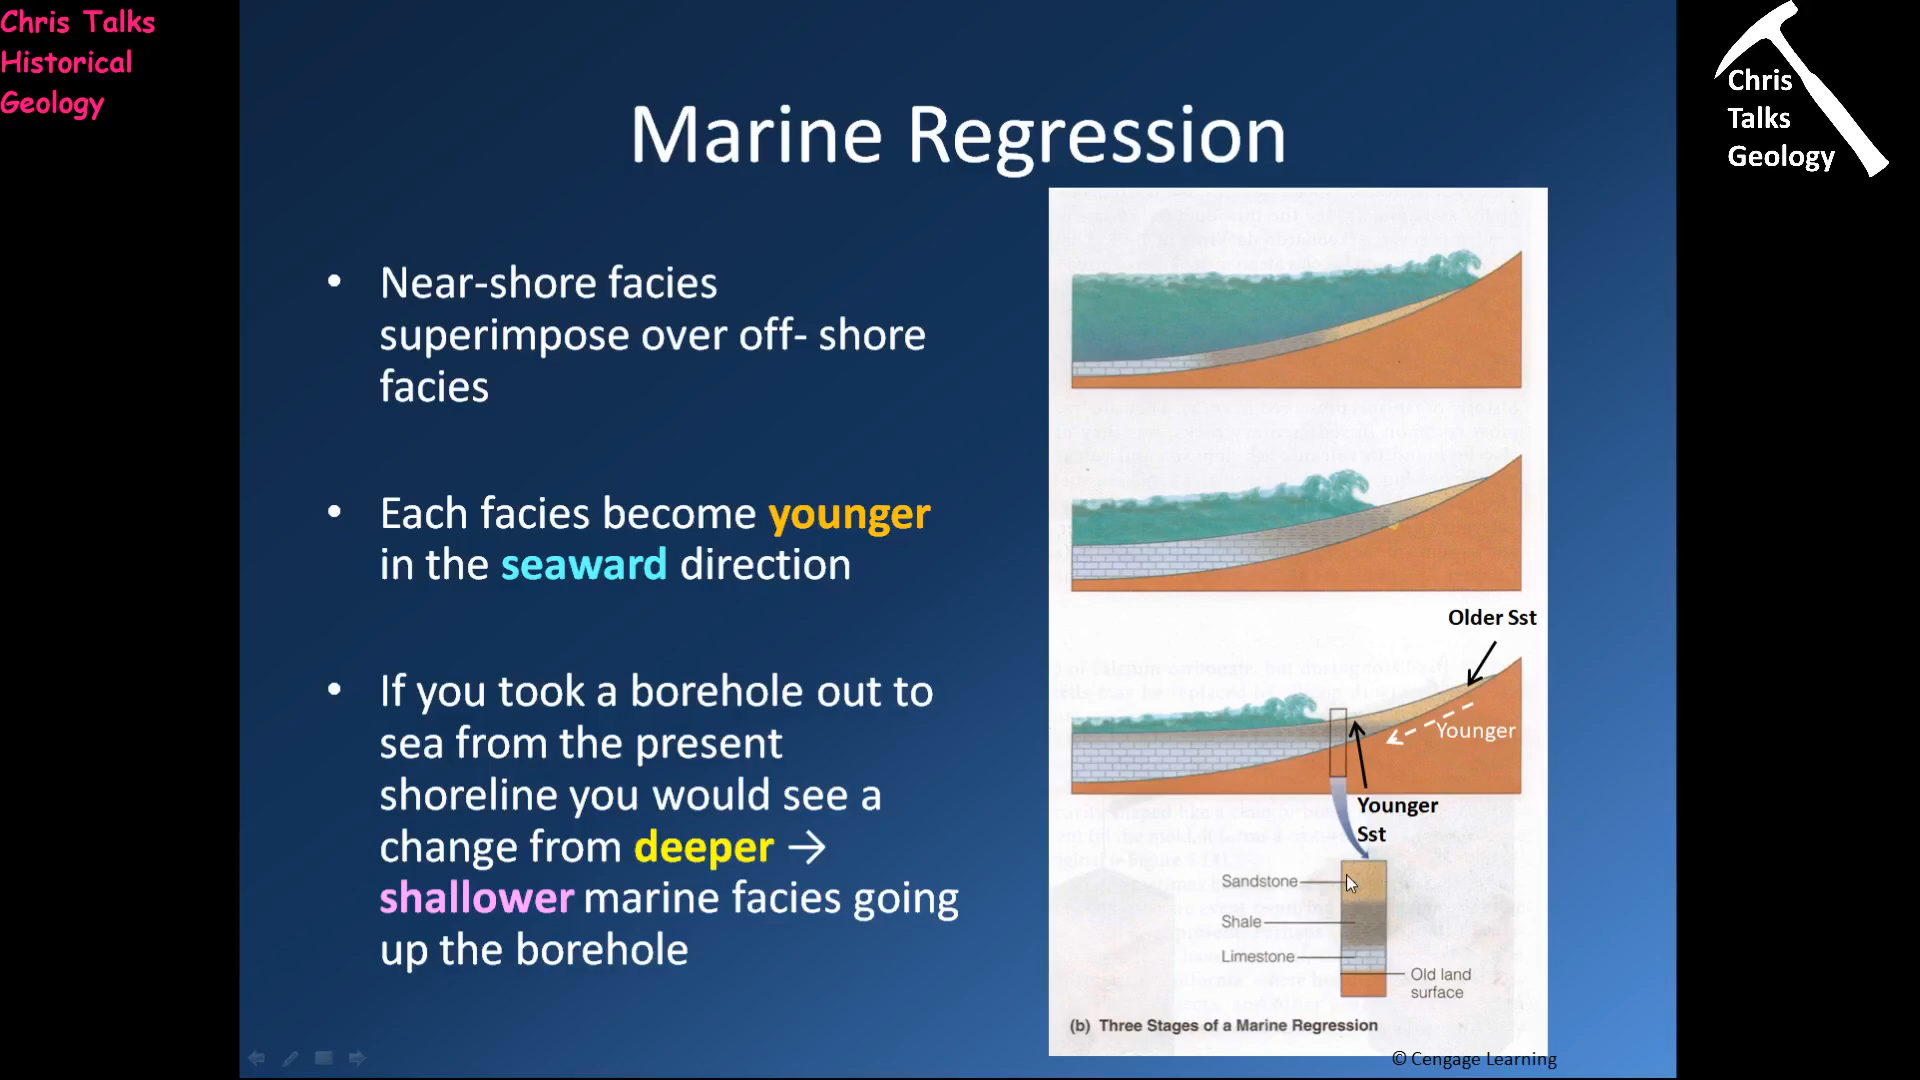 Chris Talks
Historical
Geology
Chris
Talks
Geology
Marine Regression
• Near-shore facies
superimpose over off- shore
facies
• Each facies become younger
in the seaward direction
• If you took a borehole out to
sea from the present
shoreline you would see a
change from deeper →
shallower marine facies going
up the borehole
Older Sst
Younger
Younger
Sst
Sandstone
Shale
Limestone
Old land
surface
(b) Three Stages of a Marine Regression
© Cengage Learning